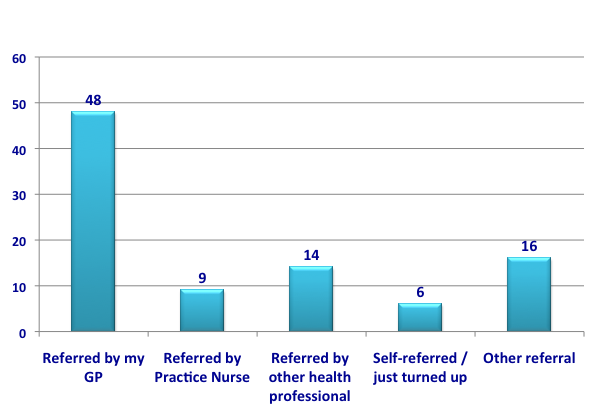 60
50
40
30
20
10
0
48
9
14
6
16
Referred by my
GP
Referred by
Practice Nurse
Referred by
other health
professional
Self-referred /
just turned up
Other referral